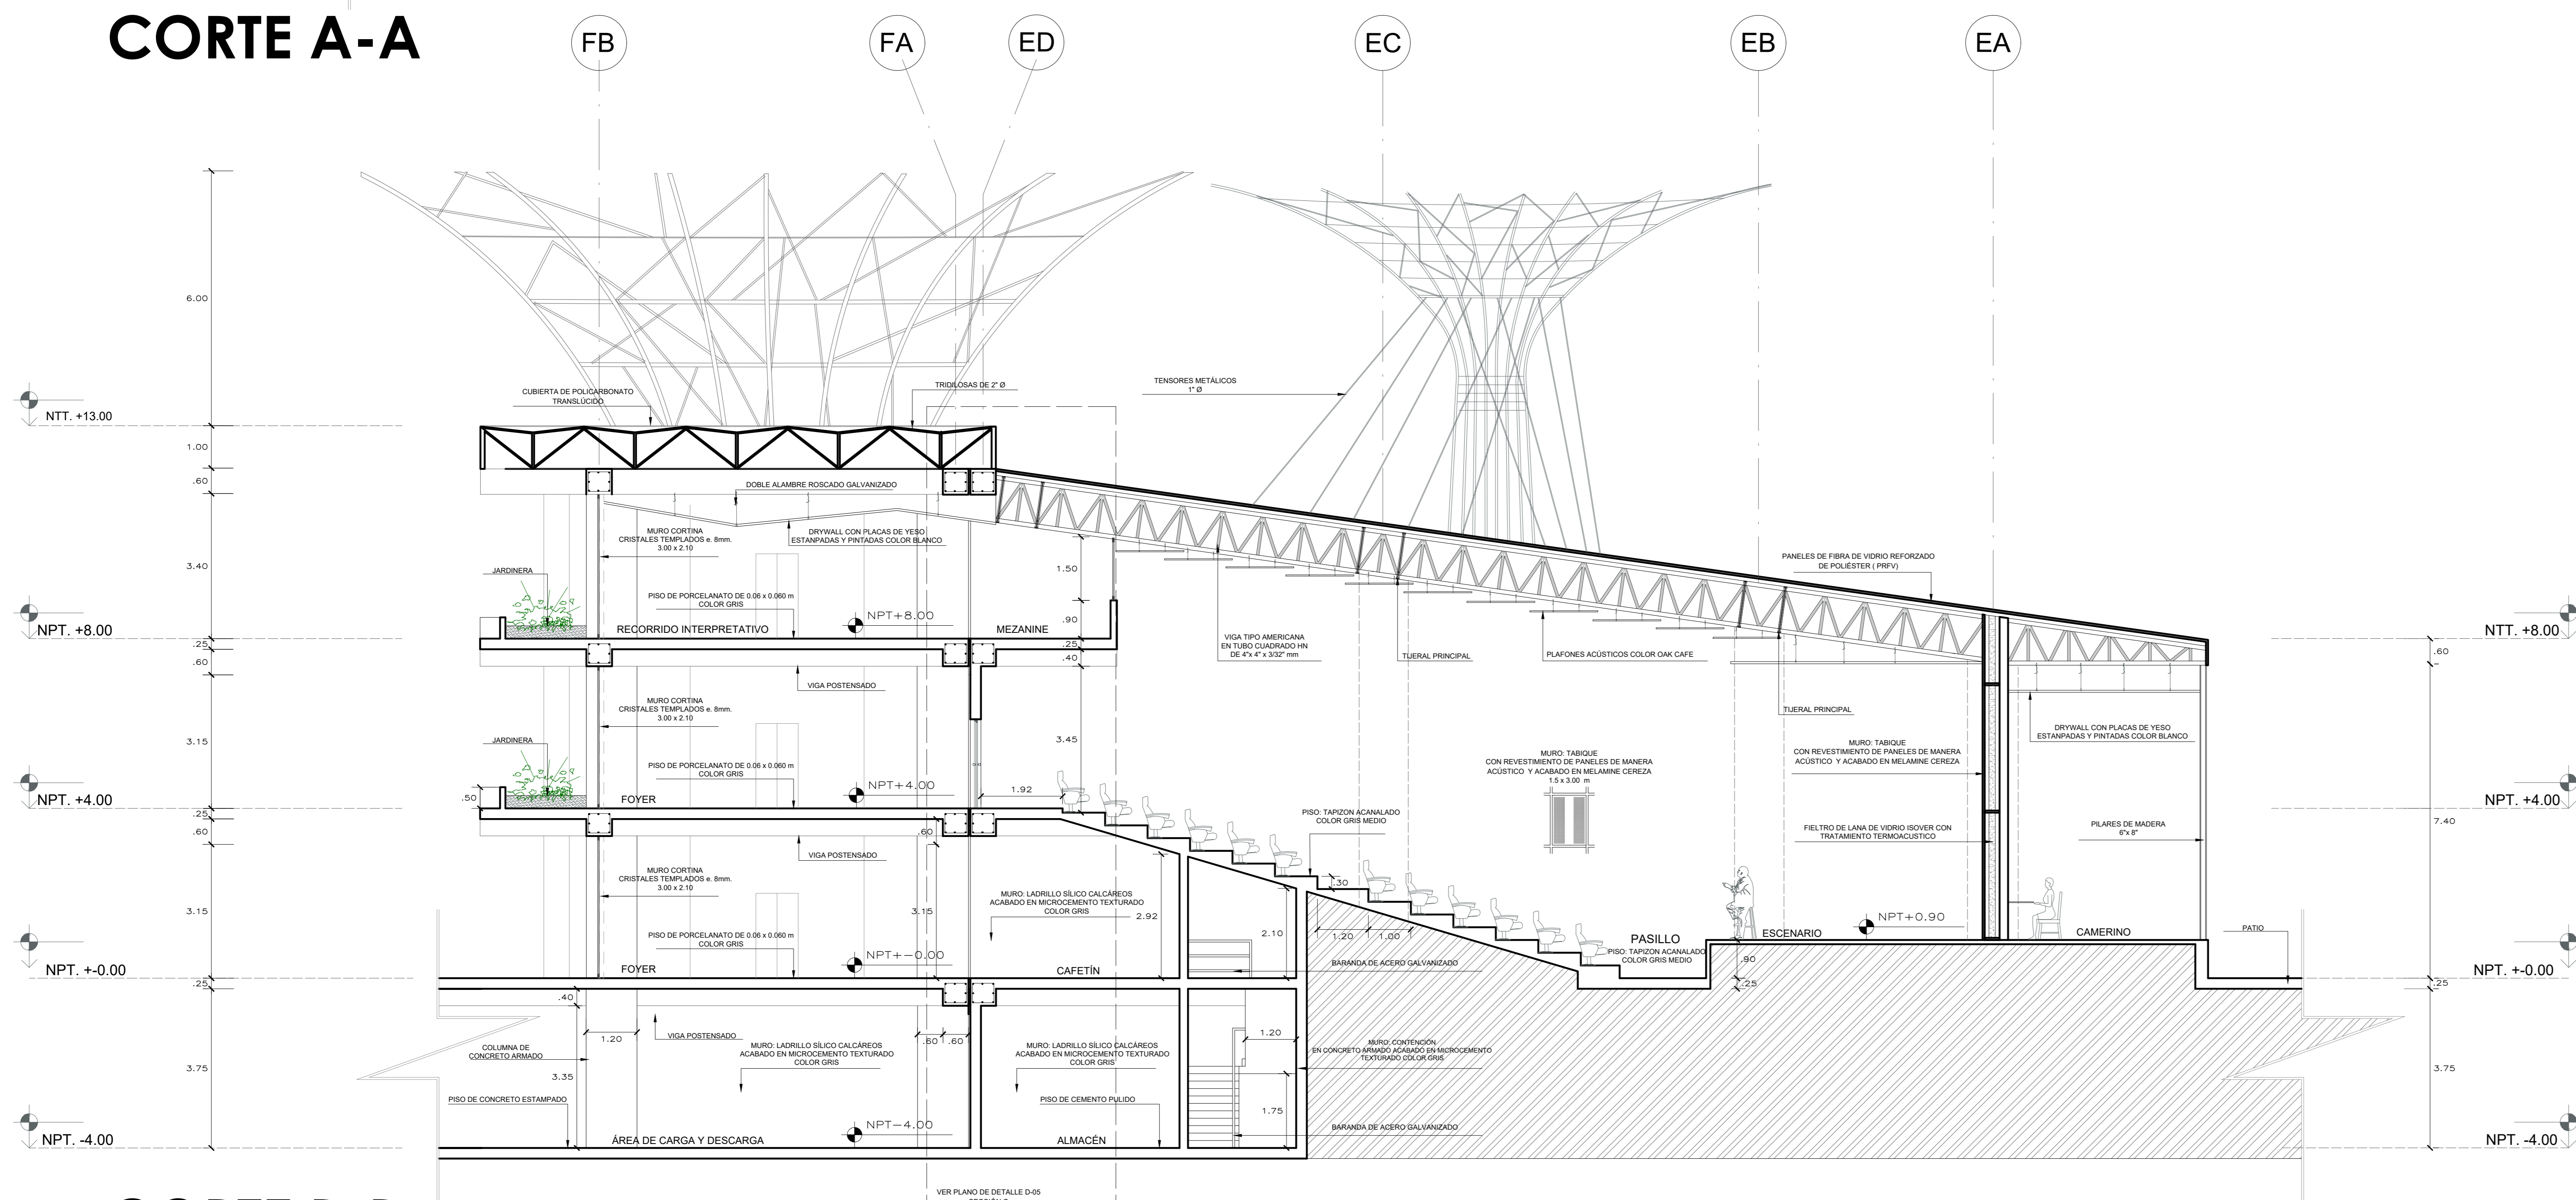 CORTE A-A
FB
FA
ED
EC
EB
EA
6.00
1.00
.60
3.40
.25
.60
3.15
.25
.60
3.15
.25
3.75
NTT. +13.00
NPT. +8.00
NPT. +4.00
NPT. +-0.00
NPT. -4.00
CUBIERTA DE POLICARBONATO
TRANSLÚCIDO
TRIDILOSAS DE 2" Ø
TENSORES METÁLICOS
1" Ø
DOBLE ALAMBRE ROSCADO GALVANIZADO
MURO CORTINA
CRISTALES TEMPLADOS e. 8mm.
3.00 x 2.10
DRYWALL CON PLACAS DE YESO
ESTANPADAS Y PINTADAS COLOR BLANCO
JARDINERA
PISO DE PORCELANATO DE 0.06 x 0.060 m
COLOR GRIS
NPT+8.00
RECORRIDO INTERPRETATIVO
MEZANINE
1.50
.90
.25
.40
3.45
VIGA TIPO AMERICANA
EN TUBO CUADRADO HN
DE 4"x 4" x 3/32" mm
TIJERAL PRINCIPAL
PLAFONES ACÚSTICOS COLOR OAK CAFE
PANELES DE FIBRA DE VIDRIO REFORZADO
DE POLIÉSTER ( PRFV)
TIJERAL PRINCIPAL
VIGA POSTENSADO
MURO CORTINA
CRISTALES TEMPLADOS e. 8mm.
3.00 x 2.10
JARDINERA
PISO DE PORCELANATO DE 0.06 x 0.060 m
COLOR GRIS
NPT+4.00
FOYER
.50
1.92
MURO: TABIQUE
CON REVESTIMIENTO DE PANELES DE MANERA
ACÚSTICO Y ACABADO EN MELAMINE CEREZA
1.5 x 3.00 m
MURO: TABIQUE
CON REVESTIMIENTO DE PANELES DE MANERA
ACÚSTICO Y ACABADO EN MELAMINE CEREZA
DRYWALL CON PLACAS DE YESO
ESTANPADAS Y PINTADAS COLOR BLANCO
PISO: TAPIZON ACANALADO
COLOR GRIS MEDIO
FIELTRO DE LANA DE VIDRIO ISOVER CON
TRATAMIENTO TERMOACUSTICO
PILARES DE MADERA
6"x 8"
VIGA POSTENSADO
.60
MURO CORTINA
CRISTALES TEMPLADOS e. 8mm.
3.00 x 2.10
3.15
PISO DE PORCELANATO DE 0.06 x 0.060 m
COLOR GRIS
NPT+-0.00
FOYER
MURO: LADRILLO SÍLICO CALCÁREOS
ACABADO EN MICROCEMENTO TEXTURADO
COLOR GRIS
2.92
CAFETÍN
2.10
.30
1.20
1.00
BARANDA DE ACERO GALVANIZADO
PASILLO
PISO: TAPIZON ACANALADO
COLOR GRIS MEDIO
.90
.25
ESCENARIO
NPT+0.90
CAMERINO
PATIO
.40
1.20
3.35
VIGA POSTENSADO
COLUMNA DE
CONCRETO ARMADO
.60
.60
MURO: LADRILLO SÍLICO CALCÁREOS
ACABADO EN MICROCEMENTO TEXTURADO
COLOR GRIS
MURO: LADRILLO SÍLICO CALCÁREOS
ACABADO EN MICROCEMENTO TEXTURADO
COLOR GRIS
1.20
1.75
MURO: CONTENCIÓN
EN CONCRETO ARMADO ACABADO EN MICROCEMENTO
TEXTURADO COLOR GRIS
PISO DE CONCRETO ESTAMPADO
PISO DE CEMENTO PULIDO
NPT-4.00
ÁREA DE CARGA Y DESCARGA
ALMACÉN
BARANDA DE ACERO GALVANIZADO
NTT. +8.00
NPT. +4.00
NPT. +-0.00
NPT. -4.00
.60
7.40
.25
3.75
VER PLANO DE DETALLE D-05